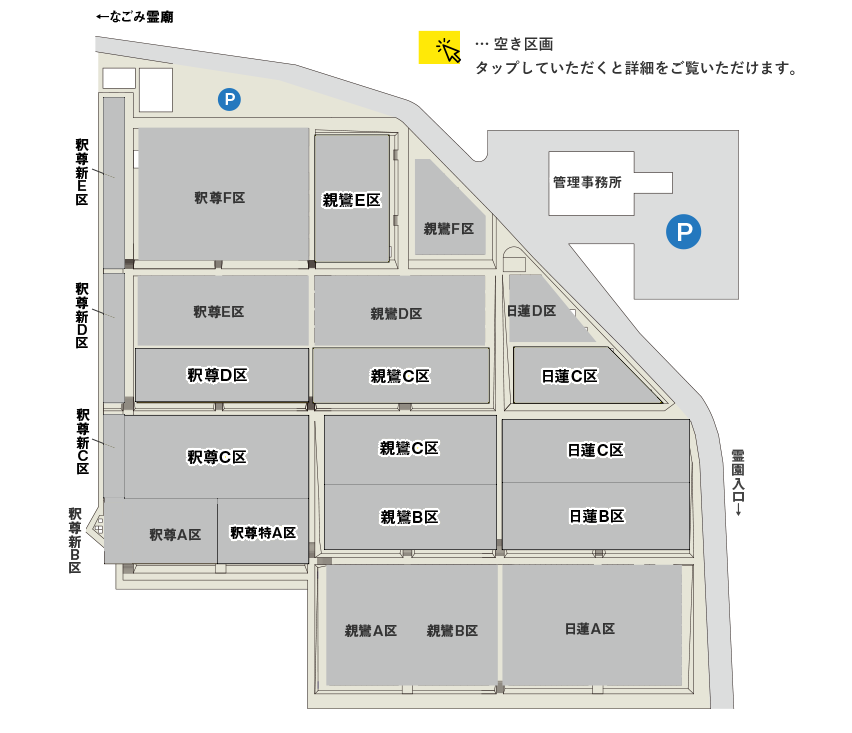 ←なごみ霊廟
… 空き区画
タップしていただくと詳細をご覧いただけます。
P
釈尊新E区
釈尊F区
親鸞E区
親鸞F区
管理事務所
P
釈尊新D区
釈尊E区
親鸞D区
日蓮D区
釈尊D区
親鸞C区
日蓮C区
釈尊新C区
釈尊C区
親鸞C区
日蓮C区
霊園入口→
釈尊新B区
釈尊A区
釈尊特A区
親鸞B区
日蓮B区
親鸞A区
親鸞B区
日蓮A区